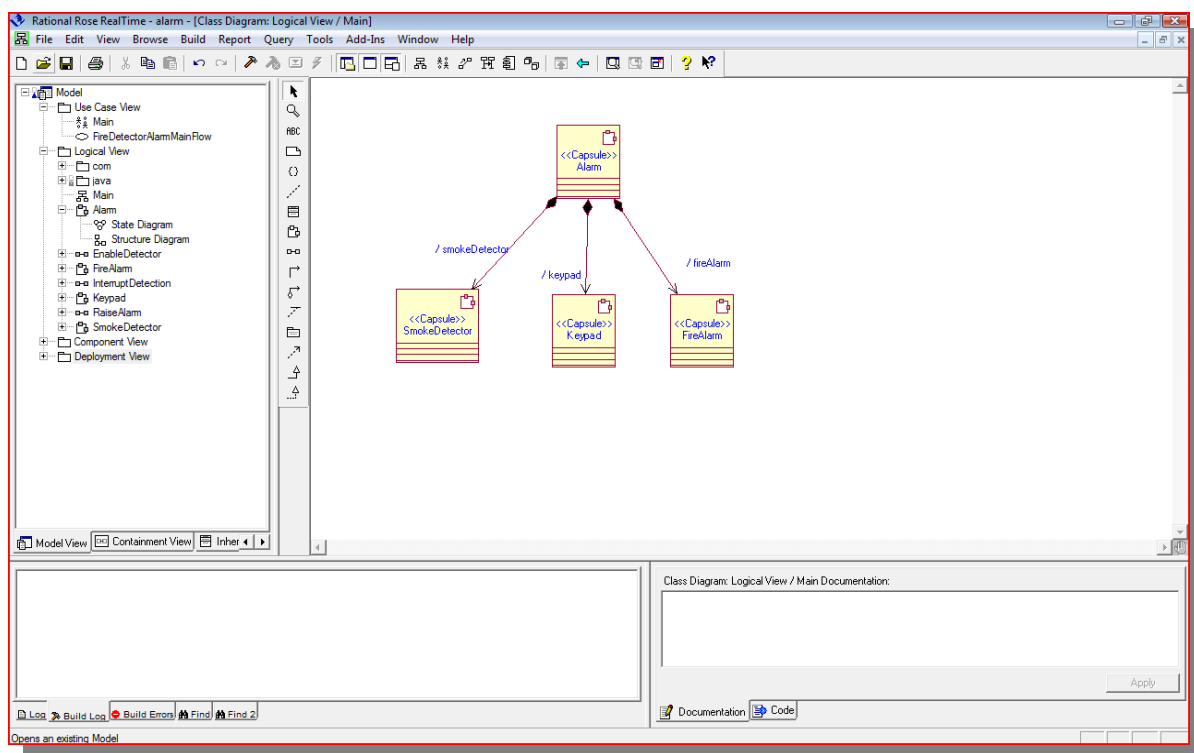 Rational Rose RealTime - alarm - [Class Diagram: Logical View / Main]
File Edit View Browse Build Report Query Tools Add-Ins Window Help
Model
Use Case View
Main
FireDetectorAlarmMainFlow
Logical View
com
java
Main
Alarm
State Diagram
Structure Diagram
EnableDetector
FireAlarm
InterruptDetection
Keypad
RaiseAlarm
SmokeDetector
Component View
Deployment View
Model View Containment View Inher
ABC
<<Capsule>>
Alarm
/ smokeDetector
/ keypad
/ fireAlarm
<<Capsule>>
SmokeDetector
<<Capsule>>
Keypad
<<Capsule>>
FireAlarm
Log Build Log Build Errors Find Find 2
Class Diagram: Logical View / Main Documentation:
Apply
Documentation Code
Opens an existing Model